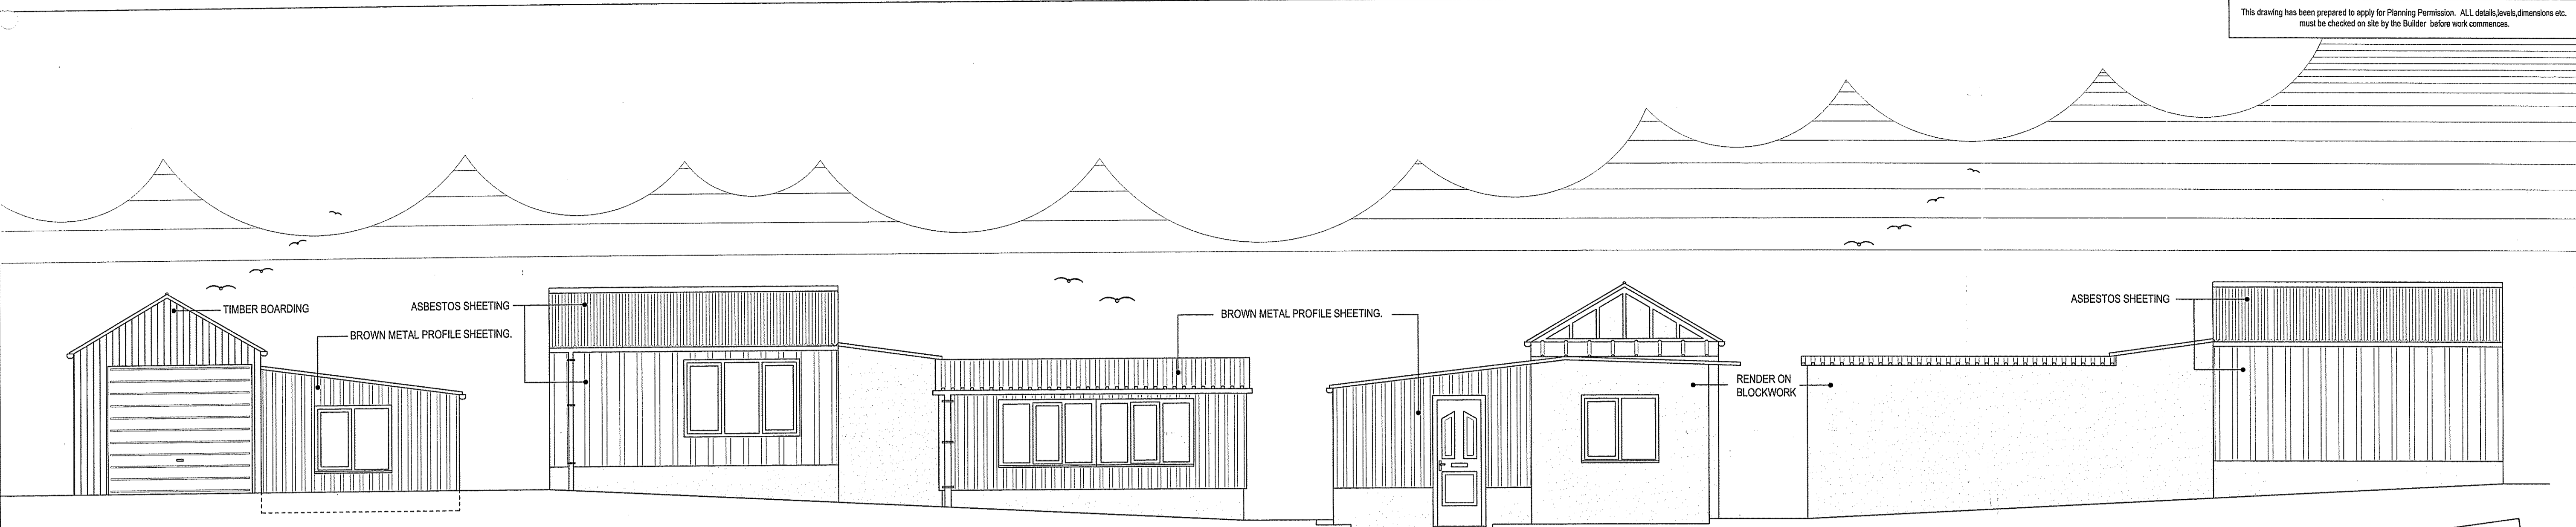 This drawing has been prepared to apply for Planning Permission. ALL details,levels,dimensions etc.
must be checked on site by the Builder before work commences.
TIMBER BOARDING
BROWN METAL PROFILE SHEETING.
ASBESTOS SHEETING
BROWN METAL PROFILE SHEETING.
RENDER ON
BLOCKWORK
ASBESTOS SHEETING